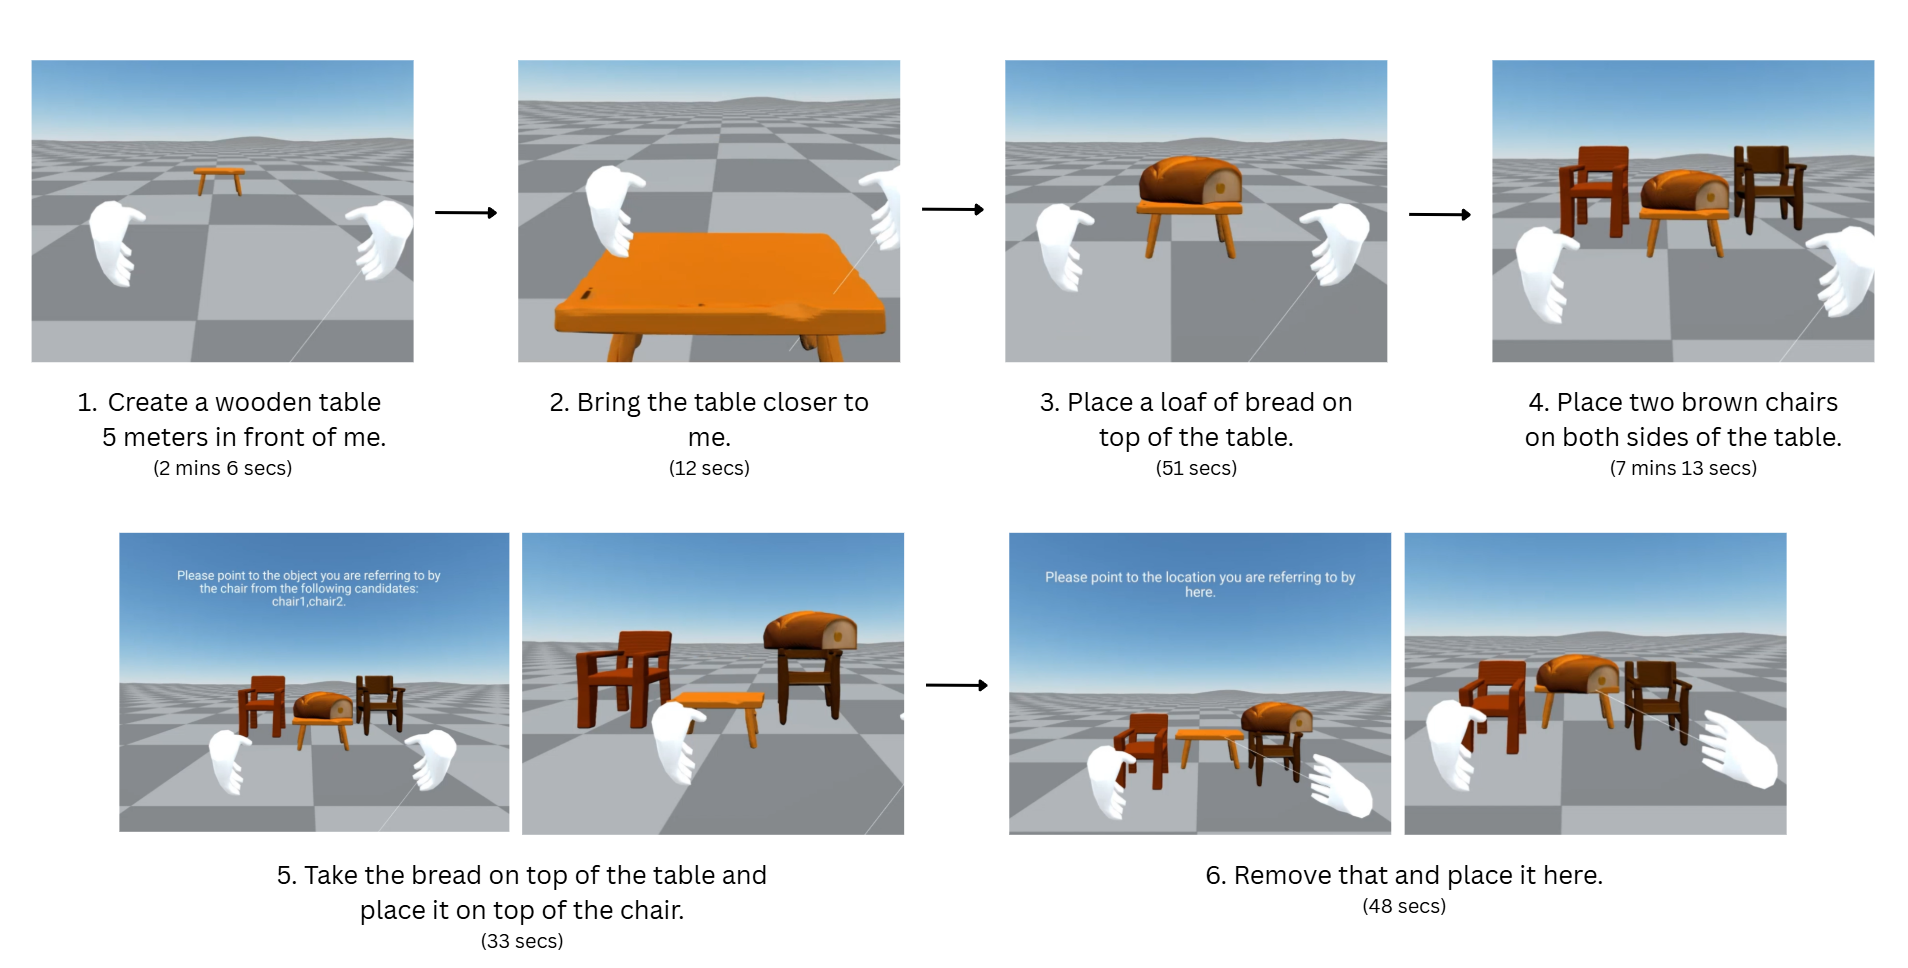 1. Create a wooden table
5 meters in front of me.
(2 mins 6 secs)
2. Bring the table closer to
me.
(12 secs)
3. Place a loaf of bread on
top of the table.
(51 secs)
4. Place two brown chairs
on both sides of the table.
(7 mins 13 secs)
Please point to the object you are referring to by
the chair from the following candidates:
chair1,chair2.
5. Take the bread on top of the table and
place it on top of the chair.
(33 secs)
Please point to the location you are referring to by
here.
6. Remove that and place it here.
(48 secs)